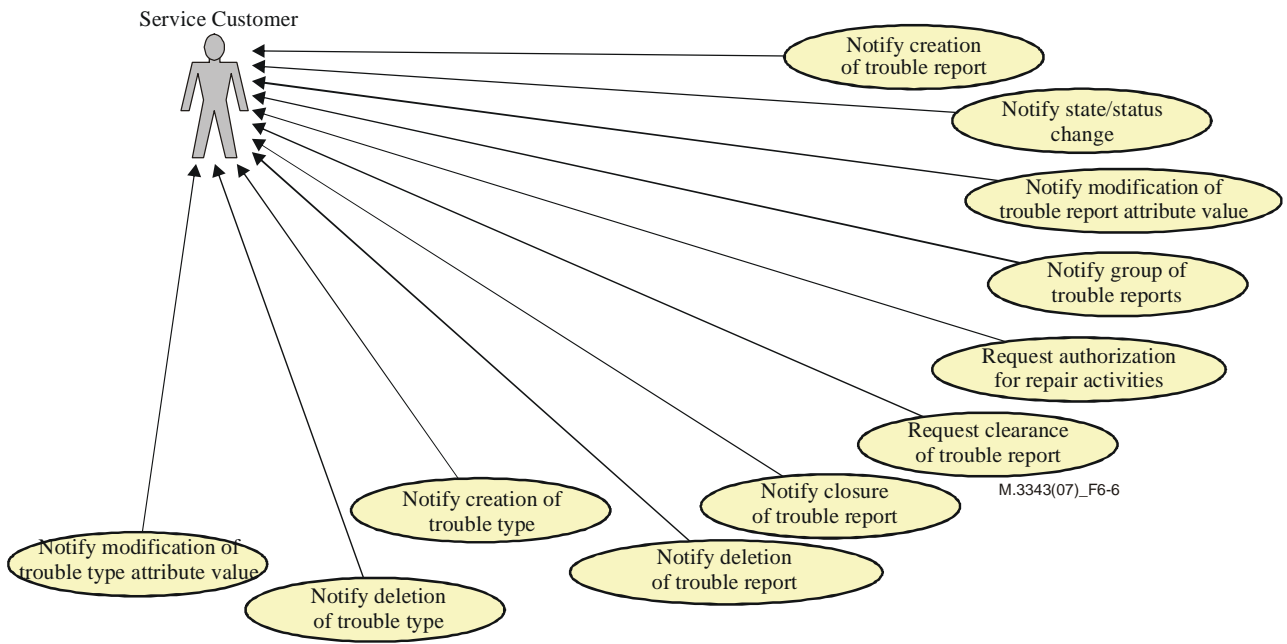 Service Customer
Notify creation
of trouble report
Notify state/status
change
Notify modification of
trouble report attribute value
Notify group of
trouble reports
Request authorization
for repair activities
Request clearance
of trouble report
M.3343(07)_F6-6
Notify closure
of trouble report
Notify creation of
trouble type
Notify deletion
of trouble report
Notify modification of
trouble type attribute value
Notify deletion
of trouble type